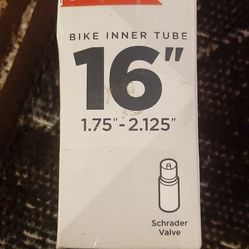 BIKE INNER TUBE
16"
1.75"-2.125"
Schrader
Valve